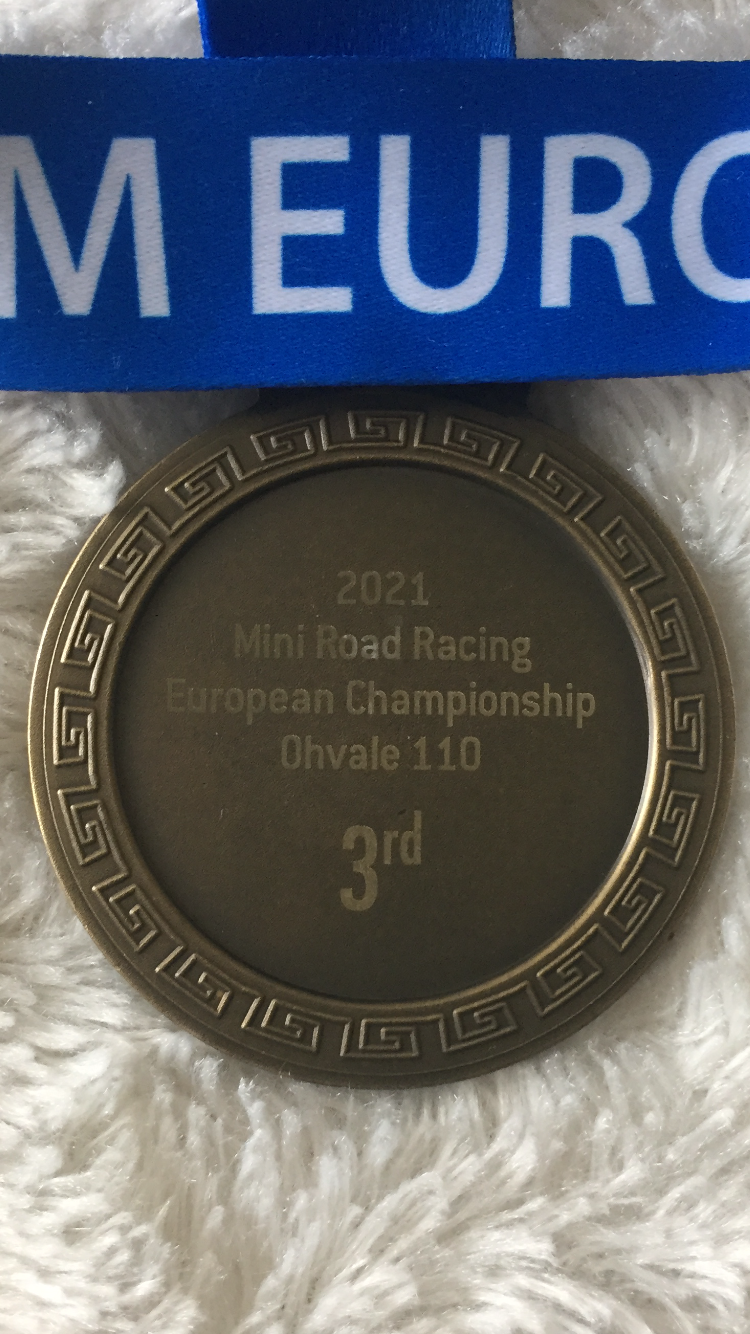 M EURO
2021
Mini Road Racing
European Championship
Ohvale 110
3rd